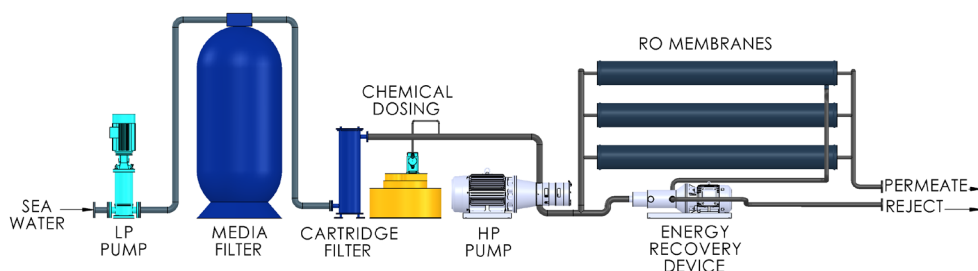 RO MEMBRANES
CHEMICAL
DOSING
SEA
WATER
LP
PUMP
MEDIA
FILTER
CARTRIDGE
FILTER
HP
PUMP
ENERGY
RECOVERY
DEVICE
PERMEATE
REJECT